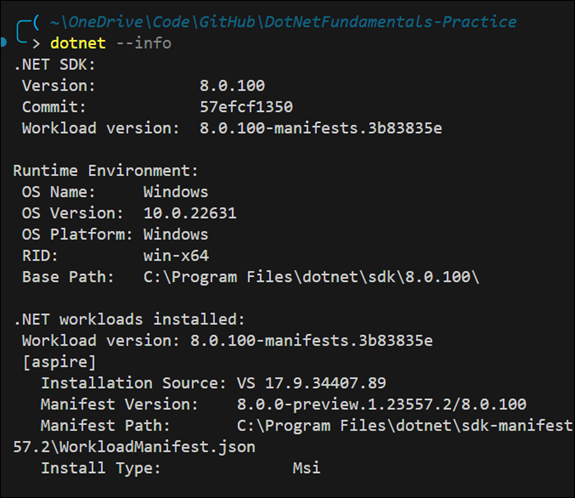 ( ~\OneDrive\Code\GitHub\DotNetFundamentals-Practice
> dotnet --info
.NET SDK:
Version: 8.0.100
Commit: 57efcf1350
Workload version: 8.0.100-manifests.3b83835e
Runtime Environment:
OS Name: Windows
OS Version: 10.0.22631
OS Platform: Windows
RID: win-x64
Base Path: C:\Program Files\dotnet\sdk\8.0.100\
.NET workloads installed:
Workload version: 8.0.100-manifests.3b83835e
[aspire]
Installation Source: VS 17.9.34407.89
Manifest Version: 8.0.0-preview.1.23557.2/8.0.100
Manifest Path: C:\Program Files\dotnet\sdk-manifest
57.2\WorkloadManifest.json
Install Type: Msi